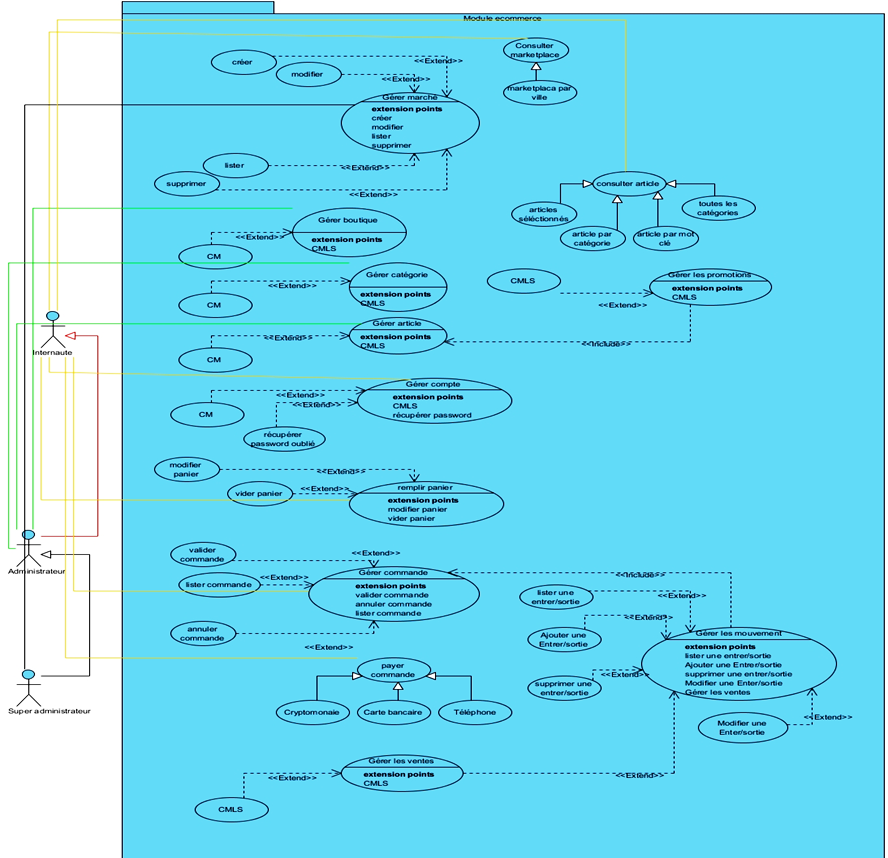 Module ecommerce
créer
<<Extend>>
modifier
<<Extend>>
Consulter
marketplace
marketplaca par
ville
Gérer marché
extension points
créer
modifier
lister
supprimer
lister
<<Extend>>
supprimer
<<Extend>>
consulter article
articles
séléctionnés
toutes les
catégories
article par
catégorie
article par mot
clé
Gérer boutique
extension points
CMLS
<<Extend>>
CM
Gérer catégorie
extension points
CMLS
<<Extend>>
CM
CMLS
Gérer les promotions
extension points
CMLS
<<Extend>>
Gérer article
extension points
CMLS
<<Extend>>
CM
<<Include>>
Internaute
Gérer compte
extension points
CMLS
récupérer password
<<Extend>>
<<Extend>>
CM
récupérer
password oublié
modifier
panier
<<Extend>>
vider panier
<<Extend>>
remplir panier
extension points
modifier panier
vider panier
Administrateur
valider
commande
<<Extend>>
lister commande
<<Extend>>
Gérer commande
extension points
valider commande
annuler commande
lister commande
<<Include>>
annuler
commande
<<Extend>>
lister une
entrer/sortie
<<Extend>>
<<Extend>>
Ajouter une
Entrer/sortie
Gérer les mouvement
extension points
lister une entrer/sortie
Ajouter une Entrer/sortie
supprimer une entrer/sortie
Modifier une Enter/sortie
Gérer les ventes
supprimer une
entrer/sortie
<<Extend>>
Modifier une
Enter/sortie
<<Extend>>
payer
commande
Cryptomonaie
Carte bancaire
Téléphone
Super administrateur
Gérer les ventes
extension points
CMLS
<<Extend>>
<<Extend>>
CMLS